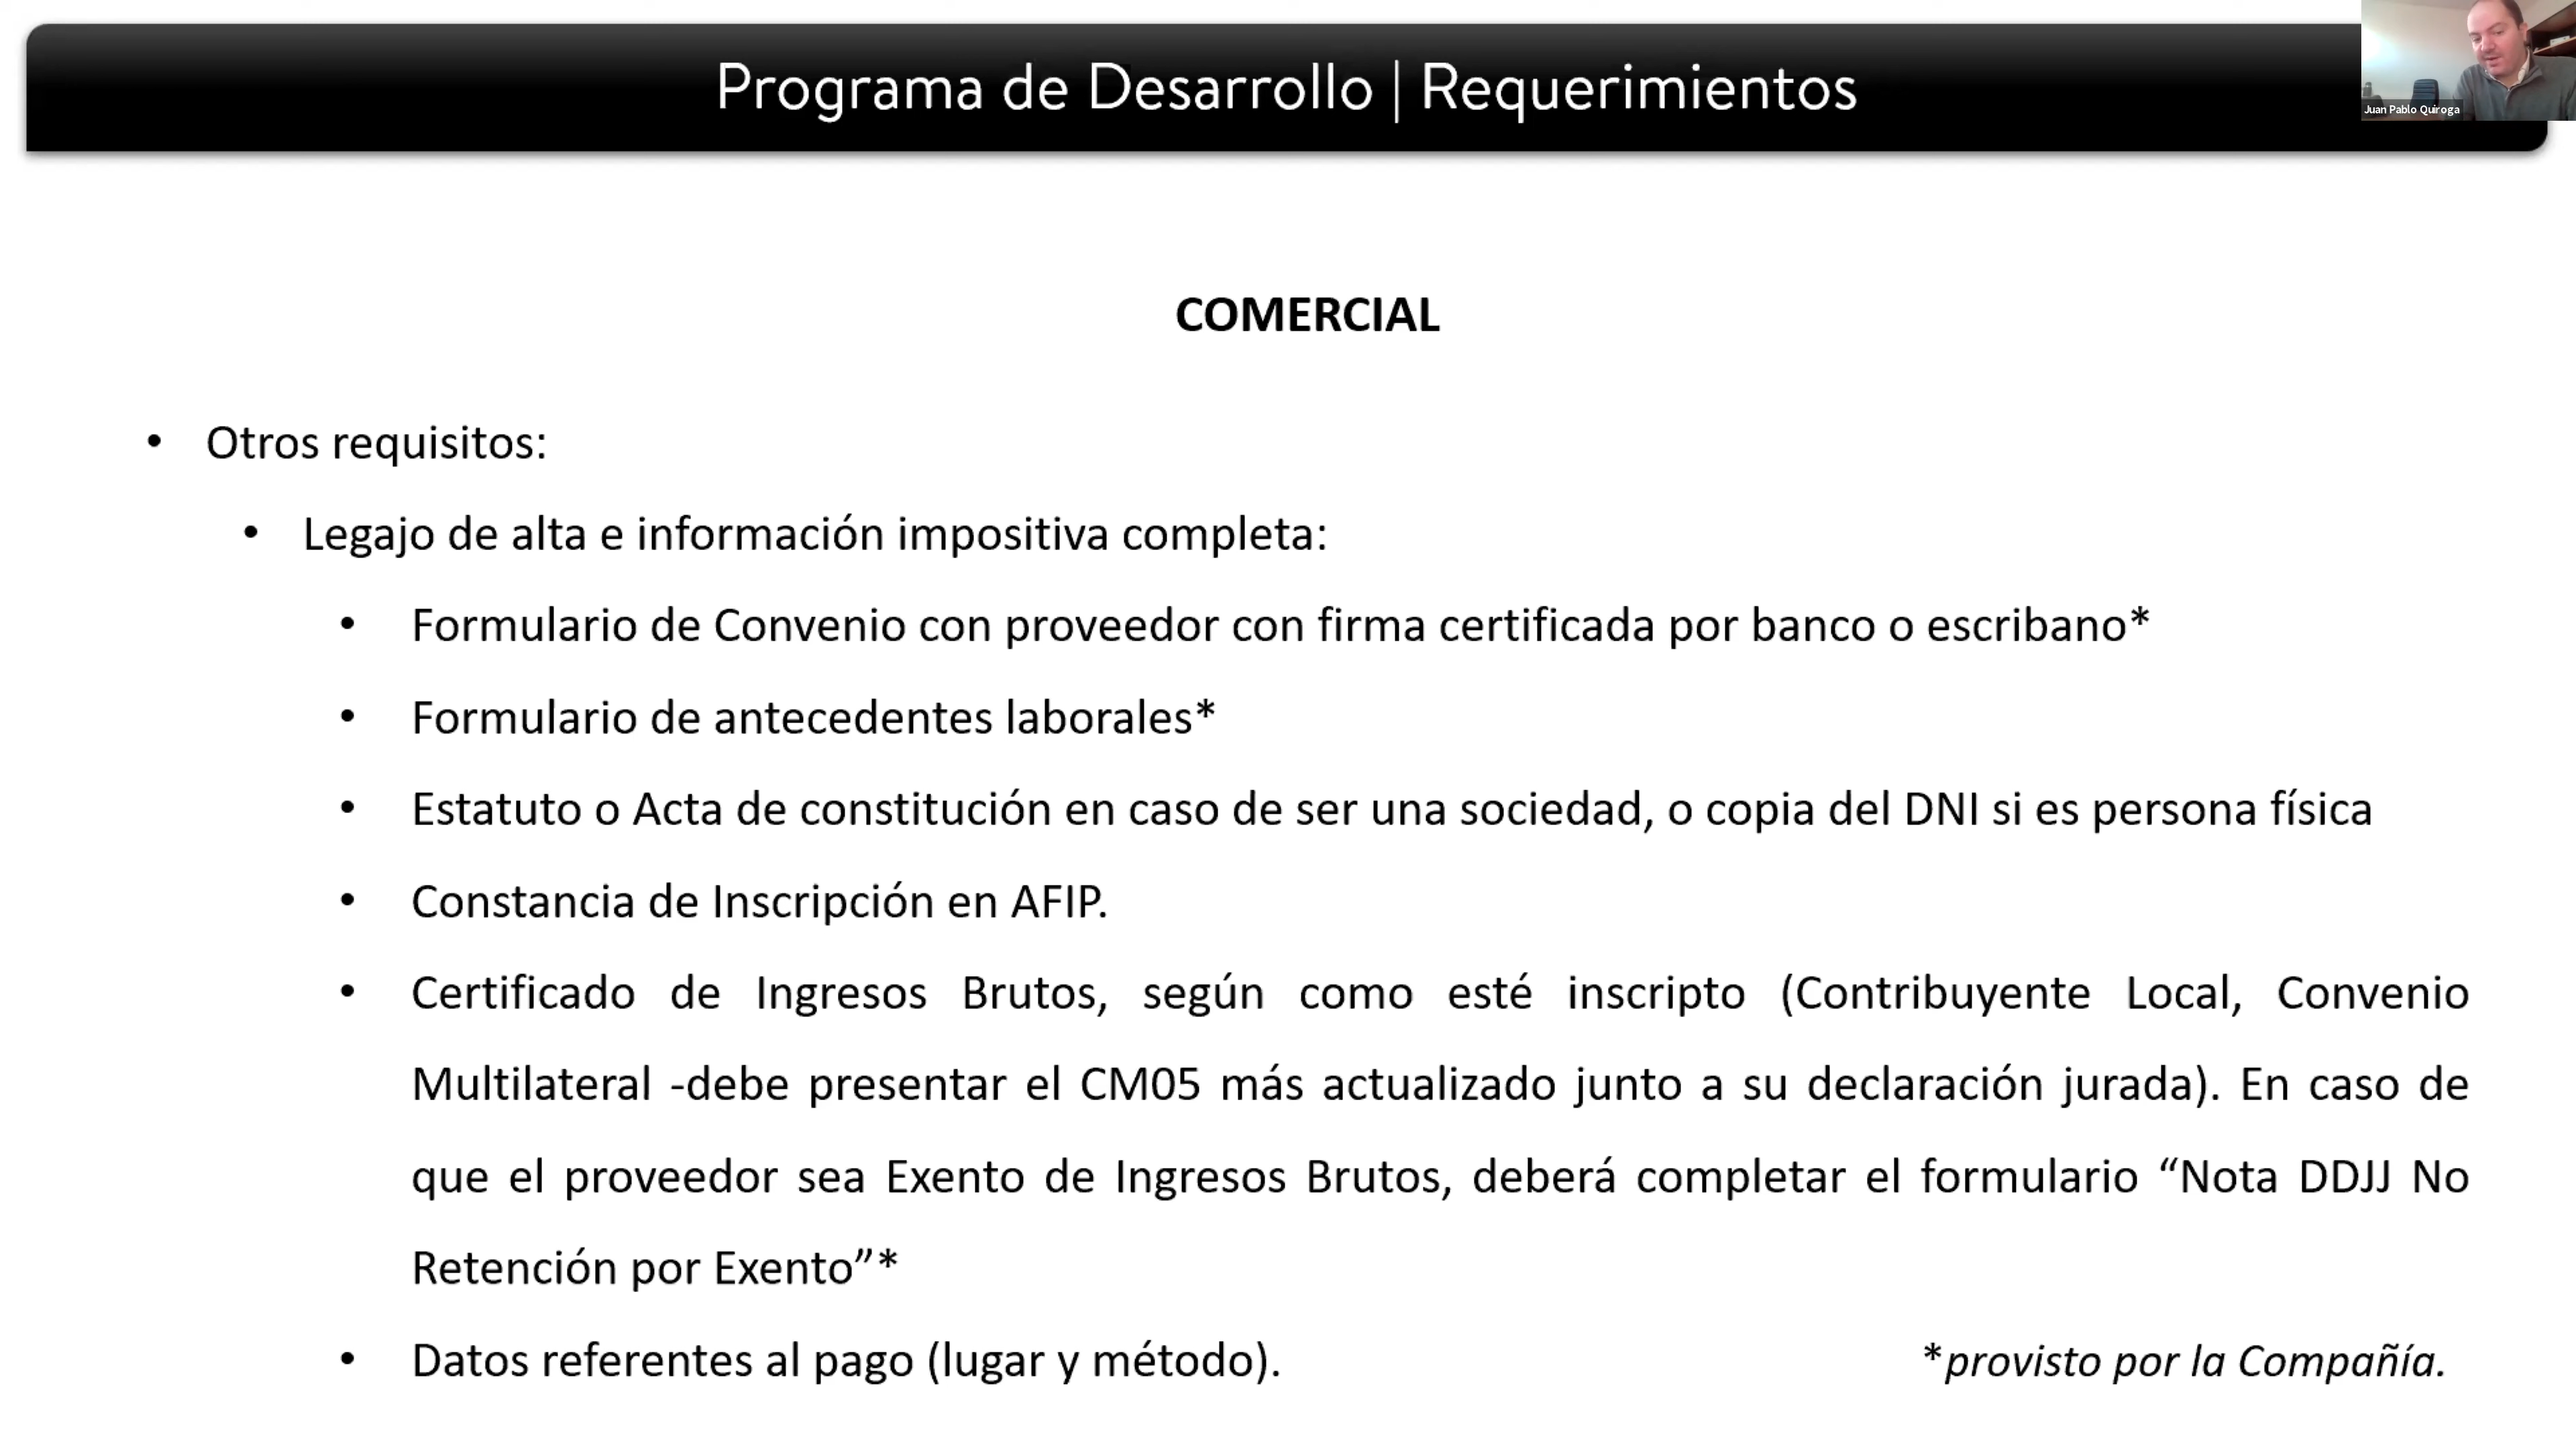 Programa de Desarrollo | Requerimientos
Juan Pablo Quiroga
COMERCIAL
• Otros requisitos:
• Legajo de alta e información impositiva completa:
• Formulario de Convenio con proveedor con firma certificada por banco o escribano*
• Formulario de antecedentes laborales*
• Estatuto o Acta de constitución en caso de ser una sociedad, o copia del DNI si es persona física
• Constancia de Inscripción en AFIP.
• Certificado de Ingresos Brutos, según como esté inscripto (Contribuyente Local, Convenio
Multilateral -debe presentar el CM05 más actualizado junto a su declaración jurada). En caso de
que el proveedor sea Exento de Ingresos Brutos, deberá completar el formulario “Nota DDJJ No
Retención por Exento”*
• Datos referentes al pago (lugar y método).
*provisto por la Compañía.